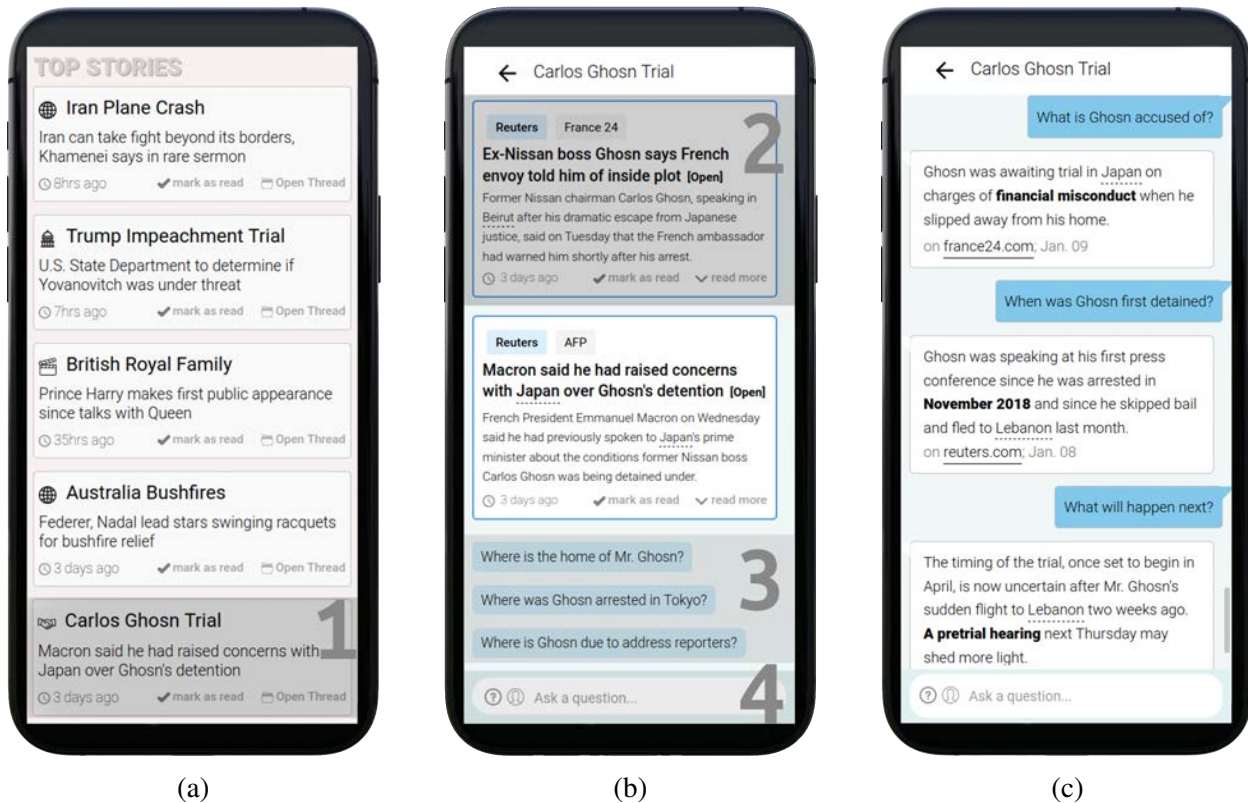 TOP STORIES
Iran Plane Crash
Iran can take fight beyond its borders,
Khamenei says in rare sermon
8hrs ago mark as read Open Thread
Trump Impeachment Trial
U.S. State Department to determine if
Yovanovitch was under threat
7hrs ago mark as read Open Thread
British Royal Family
Prince Harry makes first public appearance
since talks with Queen
35hrs ago mark as read Open Thread
Australia Bushfires
Federer, Nadal lead stars swinging racquets
for bushfire relief
3 days ago mark as read Open Thread
Carlos Ghosn Trial
1
Macron said he had raised concerns with
Japan over Ghosn's detention
3 days ago mark as read Open Thread
(a)
Carlos Ghosn Trial
Reuters France 24
2
Ex-Nissan boss Ghosn says French
envoy told him of inside plot [Open]
Former Nissan chairman Carlos Ghosn, speaking in
Beirut after his dramatic escape from Japanese
justice, said on Tuesday that the French ambassador
had warned him shortly after his arrest.
3 days ago mark as read read more
Reuters AFP
Macron said he had raised concerns
with Japan over Ghosn's detention [Open]
French President Emmanuel Macron on Wednesday
said he had previously spoken to Japan's prime
minister about the conditions former Nissan boss
Carlos Ghosn was being detained under.
3 days ago mark as read read more
Where is the home of Mr. Ghosn?
3
Where was Ghosn arrested in Tokyo?
Where is Ghosn due to address reporters?
? Ask a question...
4
(b)
Carlos Ghosn Trial
What is Ghosn accused of?
Ghosn was awaiting trial in Japan on
charges of financial misconduct when he
slipped away from his home.
on france24.com; Jan. 09
When was Ghosn first detained?
Ghosn was speaking at his first press
conference since he was arrested in
November 2018 and since he skipped bail
and fled to Lebanon last month.
on reuters.com; Jan. 08
What will happen next?
The timing of the trial, once set to begin in
April, is now uncertain after Mr. Ghosn's
sudden flight to Lebanon two weeks ago.
A pretrial hearing next Thursday may
shed more light.
? Ask a question...
(c)